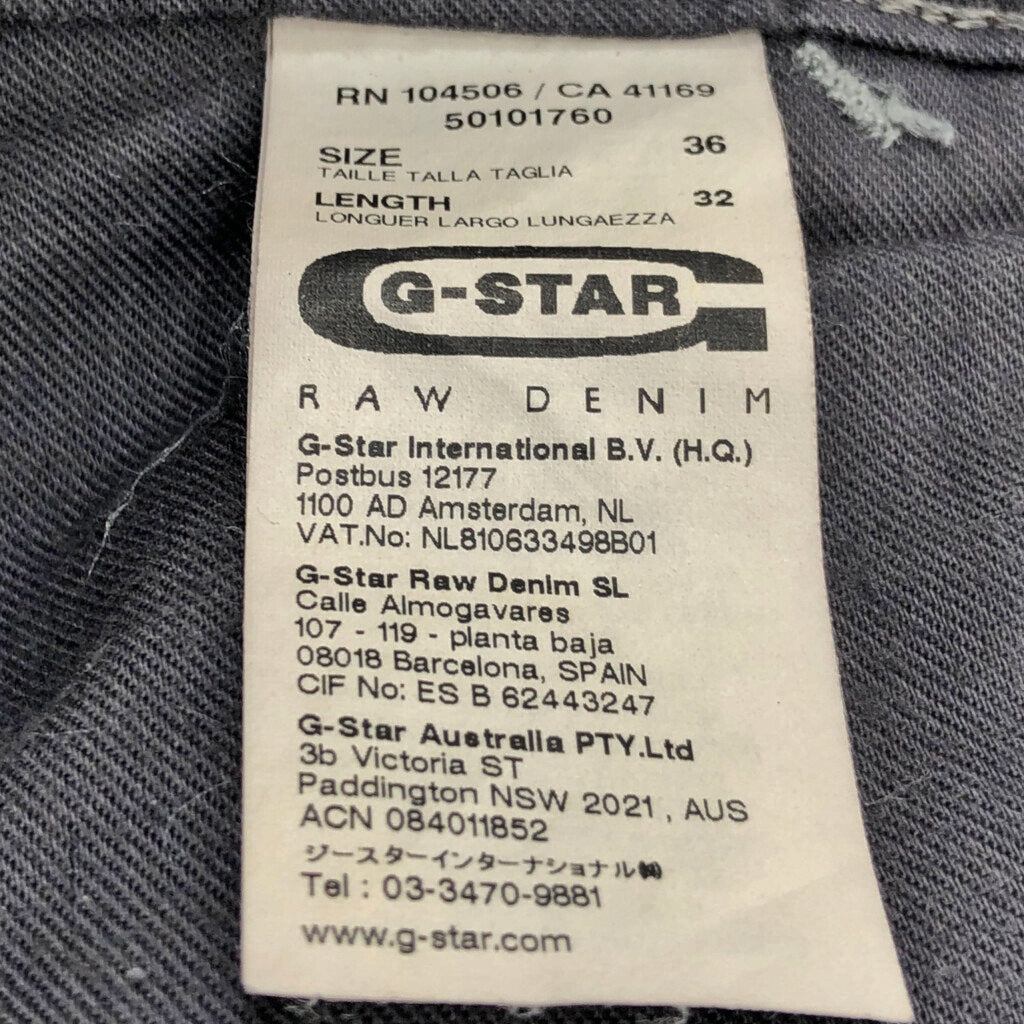 RN 104506 / CA 41169
50101760
SIZE 36
TAILLE TALLA TAGLIA
LENGTH 32
LONGUER LARGO LUNGAEZZA
G-STAR
RAW DENIM
G-Star International B.V. (H.Q.)
Postbus 12177
1100 AD Amsterdam, NL
VAT.No: NL810633498B01
G-Star Raw Denim SL
Calle Almogavares
107 - 119 - planta baja
08018 Barcelona, SPAIN
CIF No: ES B 62443247
G-Star Australia PTY.Ltd
3b Victoria ST
Paddington NSW 2021, AUS
ACN 084011852
ジースターインターナショナル㈱
Tel : 03-3470-9881
www.g-star.com